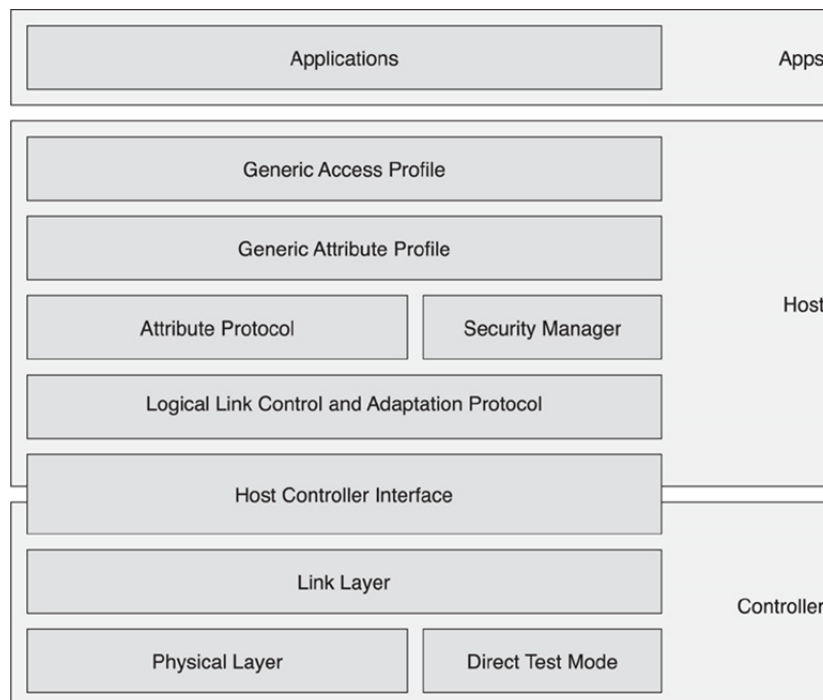 Applications
Apps
Generic Access Profile
Generic Attribute Profile
Host
Attribute Protocol
Security Manager
Logical Link Control and Adaptation Protocol
Host Controller Interface
Link Layer
Controller
Physical Layer
Direct Test Mode